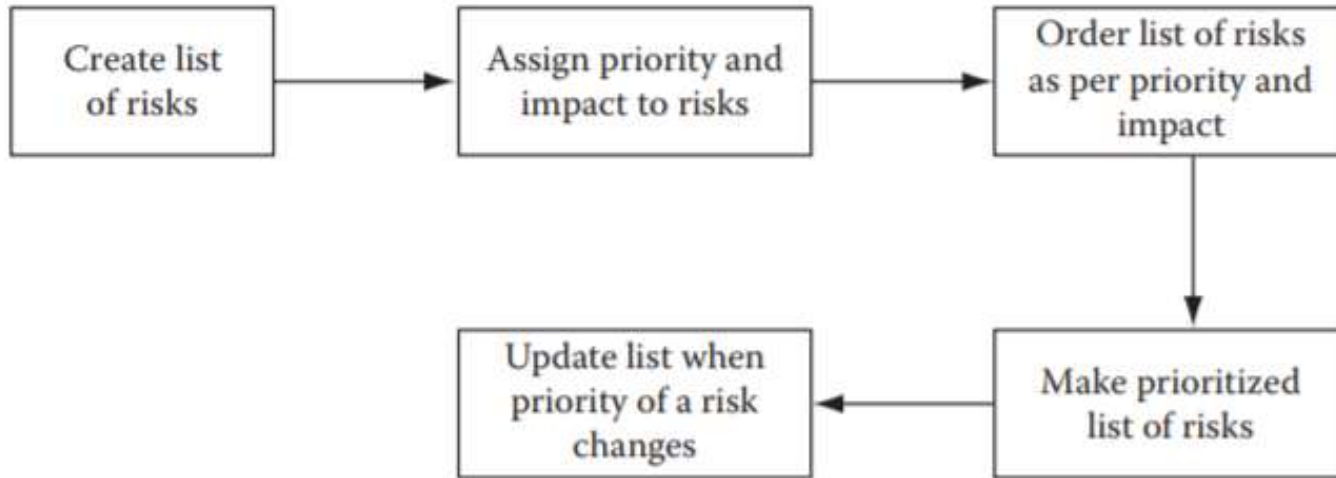 Create list
of risks
Assign priority and
impact to risks
Order list of risks
as per priority and
impact
Make prioritized
list of risks
Update list when
priority of a risk
changes